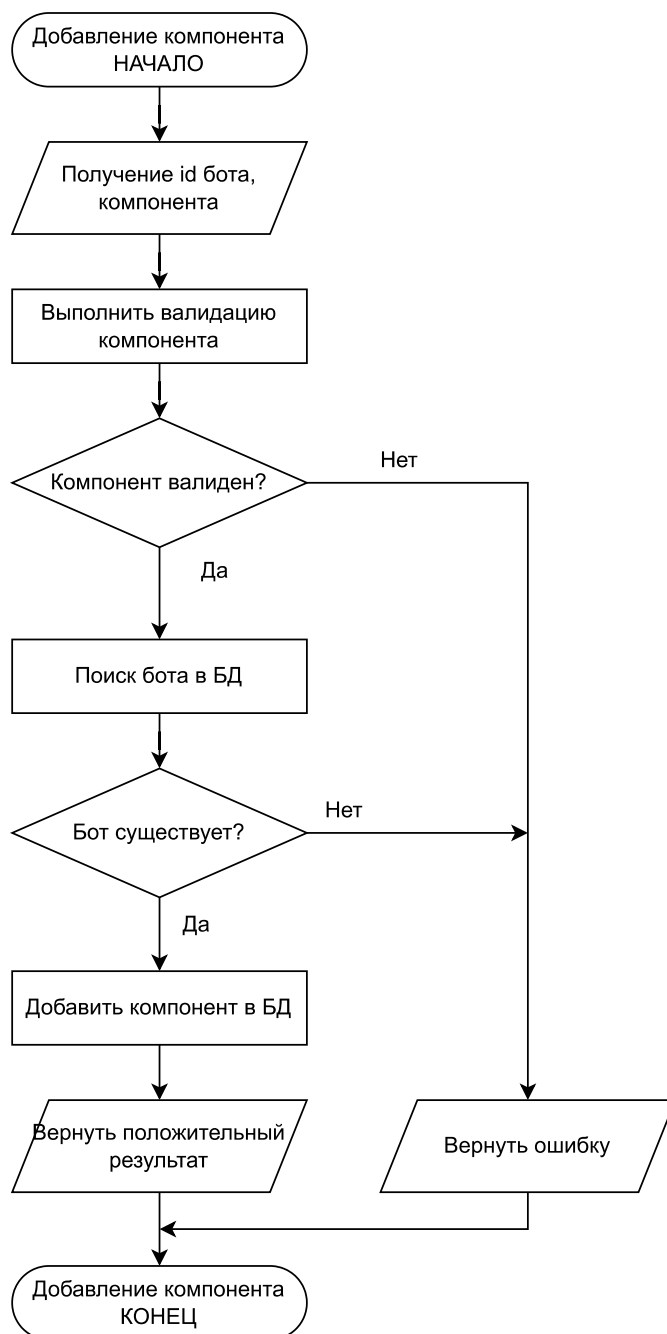 Добавление компонента
НАЧАЛО
Получение id бота,
компонента
Выполнить валидацию
компонента
Компонент валиден?
Нет
Да
Поиск бота в БД
Бот существует?
Нет
Да
Добавить компонент в БД
Вернуть положительный
результат
Вернуть ошибку
Добавление компонента
КОНЕЦ